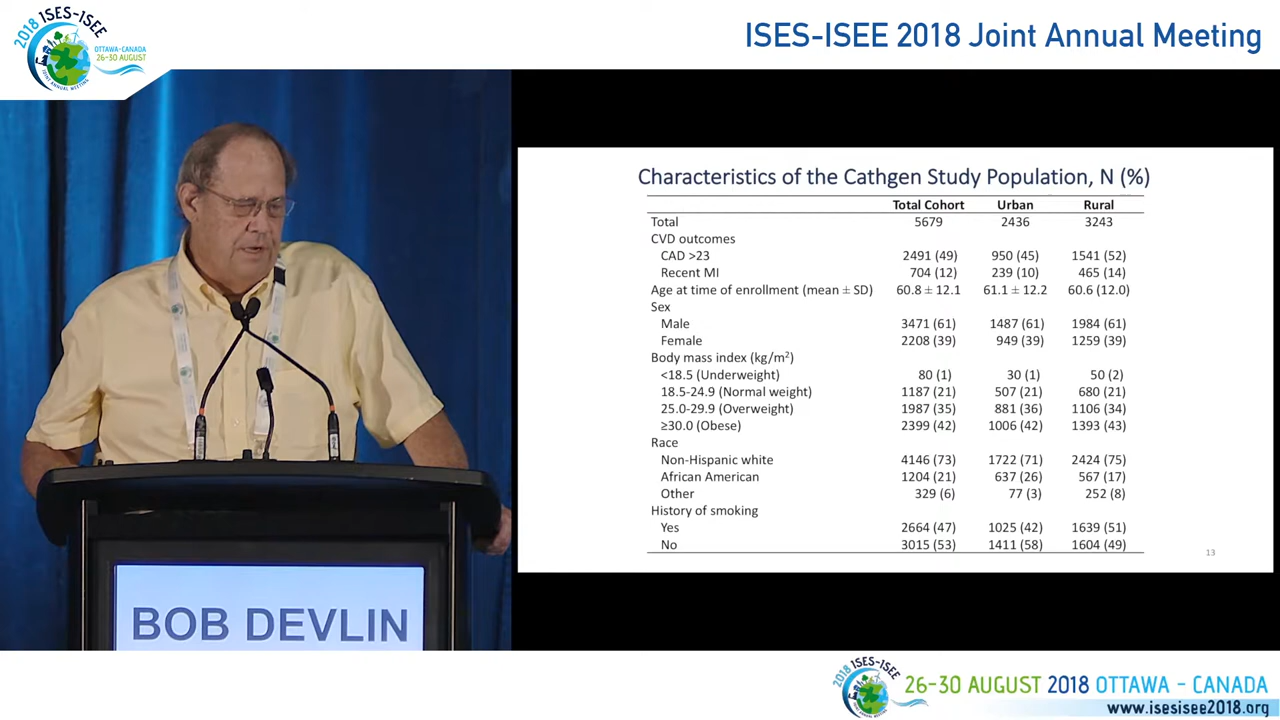 2018 ISES-ISEE
OTTAWA-CANADA
26-30 AUGUST
JOINT ANNUAL MEETING
ISES-ISEE 2018 Joint Annual Meeting
Characteristics of the Cathgen Study Population, N (%)
Total Cohort Urban Rural
Total 5679 2436 3243
CVD outcomes
CAD >23 2491 (49) 950 (45) 1541 (52)
Recent MI 704 (12) 239 (10) 465 (14)
Age at time of enrollment (mean ± SD) 60.8 ± 12.1 61.1 ± 12.2 60.6 (12.0)
Sex
Male 3471 (61) 1487 (61) 1984 (61)
Female 2208 (39) 949 (39) 1259 (39)
Body mass index (kg/m²)
<18.5 (Underweight) 80 (1) 30 (1) 50 (2)
18.5-24.9 (Normal weight) 1187 (21) 507 (21) 680 (21)
25.0-29.9 (Overweight) 1987 (35) 881 (36) 1106 (34)
≥30.0 (Obese) 2399 (42) 1006 (42) 1393 (43)
Race
Non-Hispanic white 4146 (73) 1722 (71) 2424 (75)
African American 1204 (21) 637 (26) 567 (17)
Other 329 (6) 77 (3) 252 (8)
History of smoking
Yes 2664 (47) 1025 (42) 1639 (51)
No 3015 (53) 1411 (58) 1604 (49)
13
BOB DEVLIN
2018 ISES-ISEE
26-30 AUGUST 2018 OTTAWA - CANADA
www.isesisee2018.org